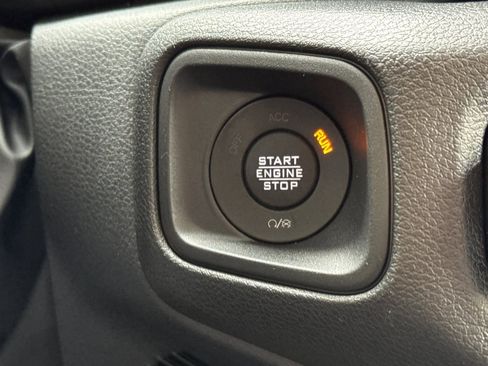 ACC
OFF
RUN
START
ENGINE
STOP